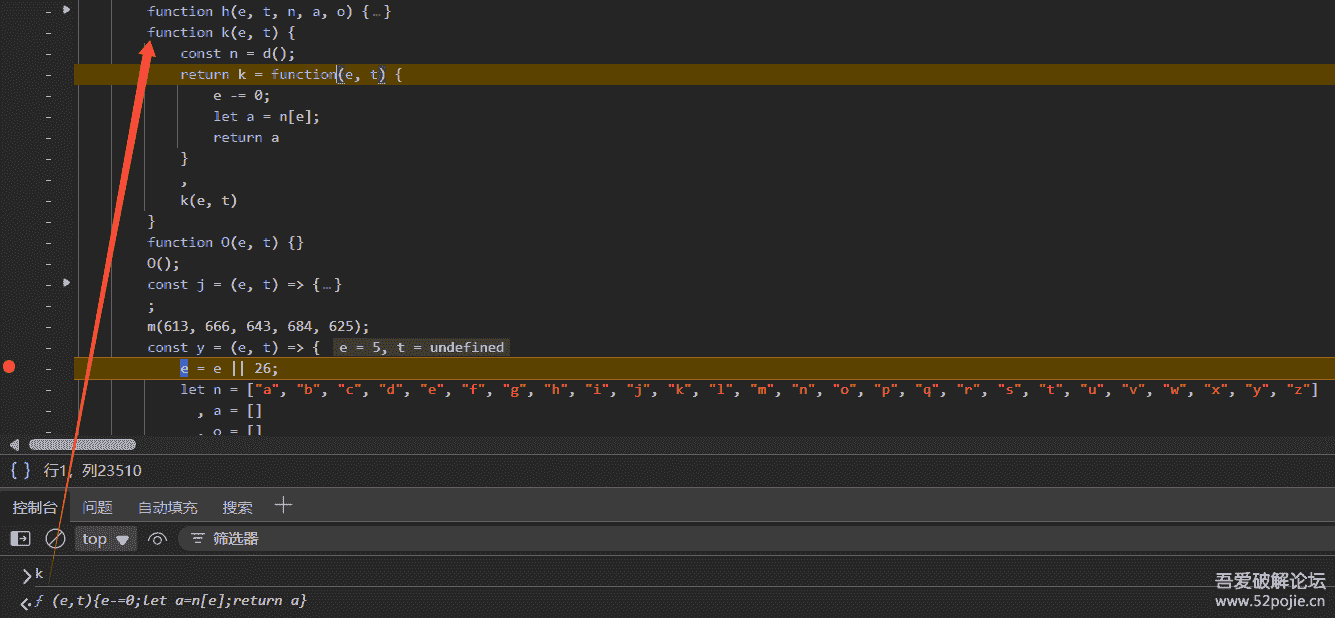 function h(e, t, n, a, o) {…}
function k(e, t) {
const n = d();
return k = function(e, t) {
e -= 0;
let a = n[e];
return a
}
,
k(e, t)
}
function O(e, t) {}
O();
const j = (e, t) => {…}
;
m(613, 666, 643, 684, 625);
const y = (e, t) => { e = 5, t = undefined
e = e || 26;
let n = ["a", "b", "c", "d", "e", "f", "g", "h", "i", "j", "k", "l", "m", "n", "o", "p", "q", "r", "s", "t", "u", "v", "w", "x", "y", "z"]
, a = []
, o = []
{ } 行1, 列23510
控制台 问题 自动填充 搜索
top 筛选器
k
f (e,t){e-=0;let a=n[e];return a}
吾爱破解论坛
www.52pojie.cn